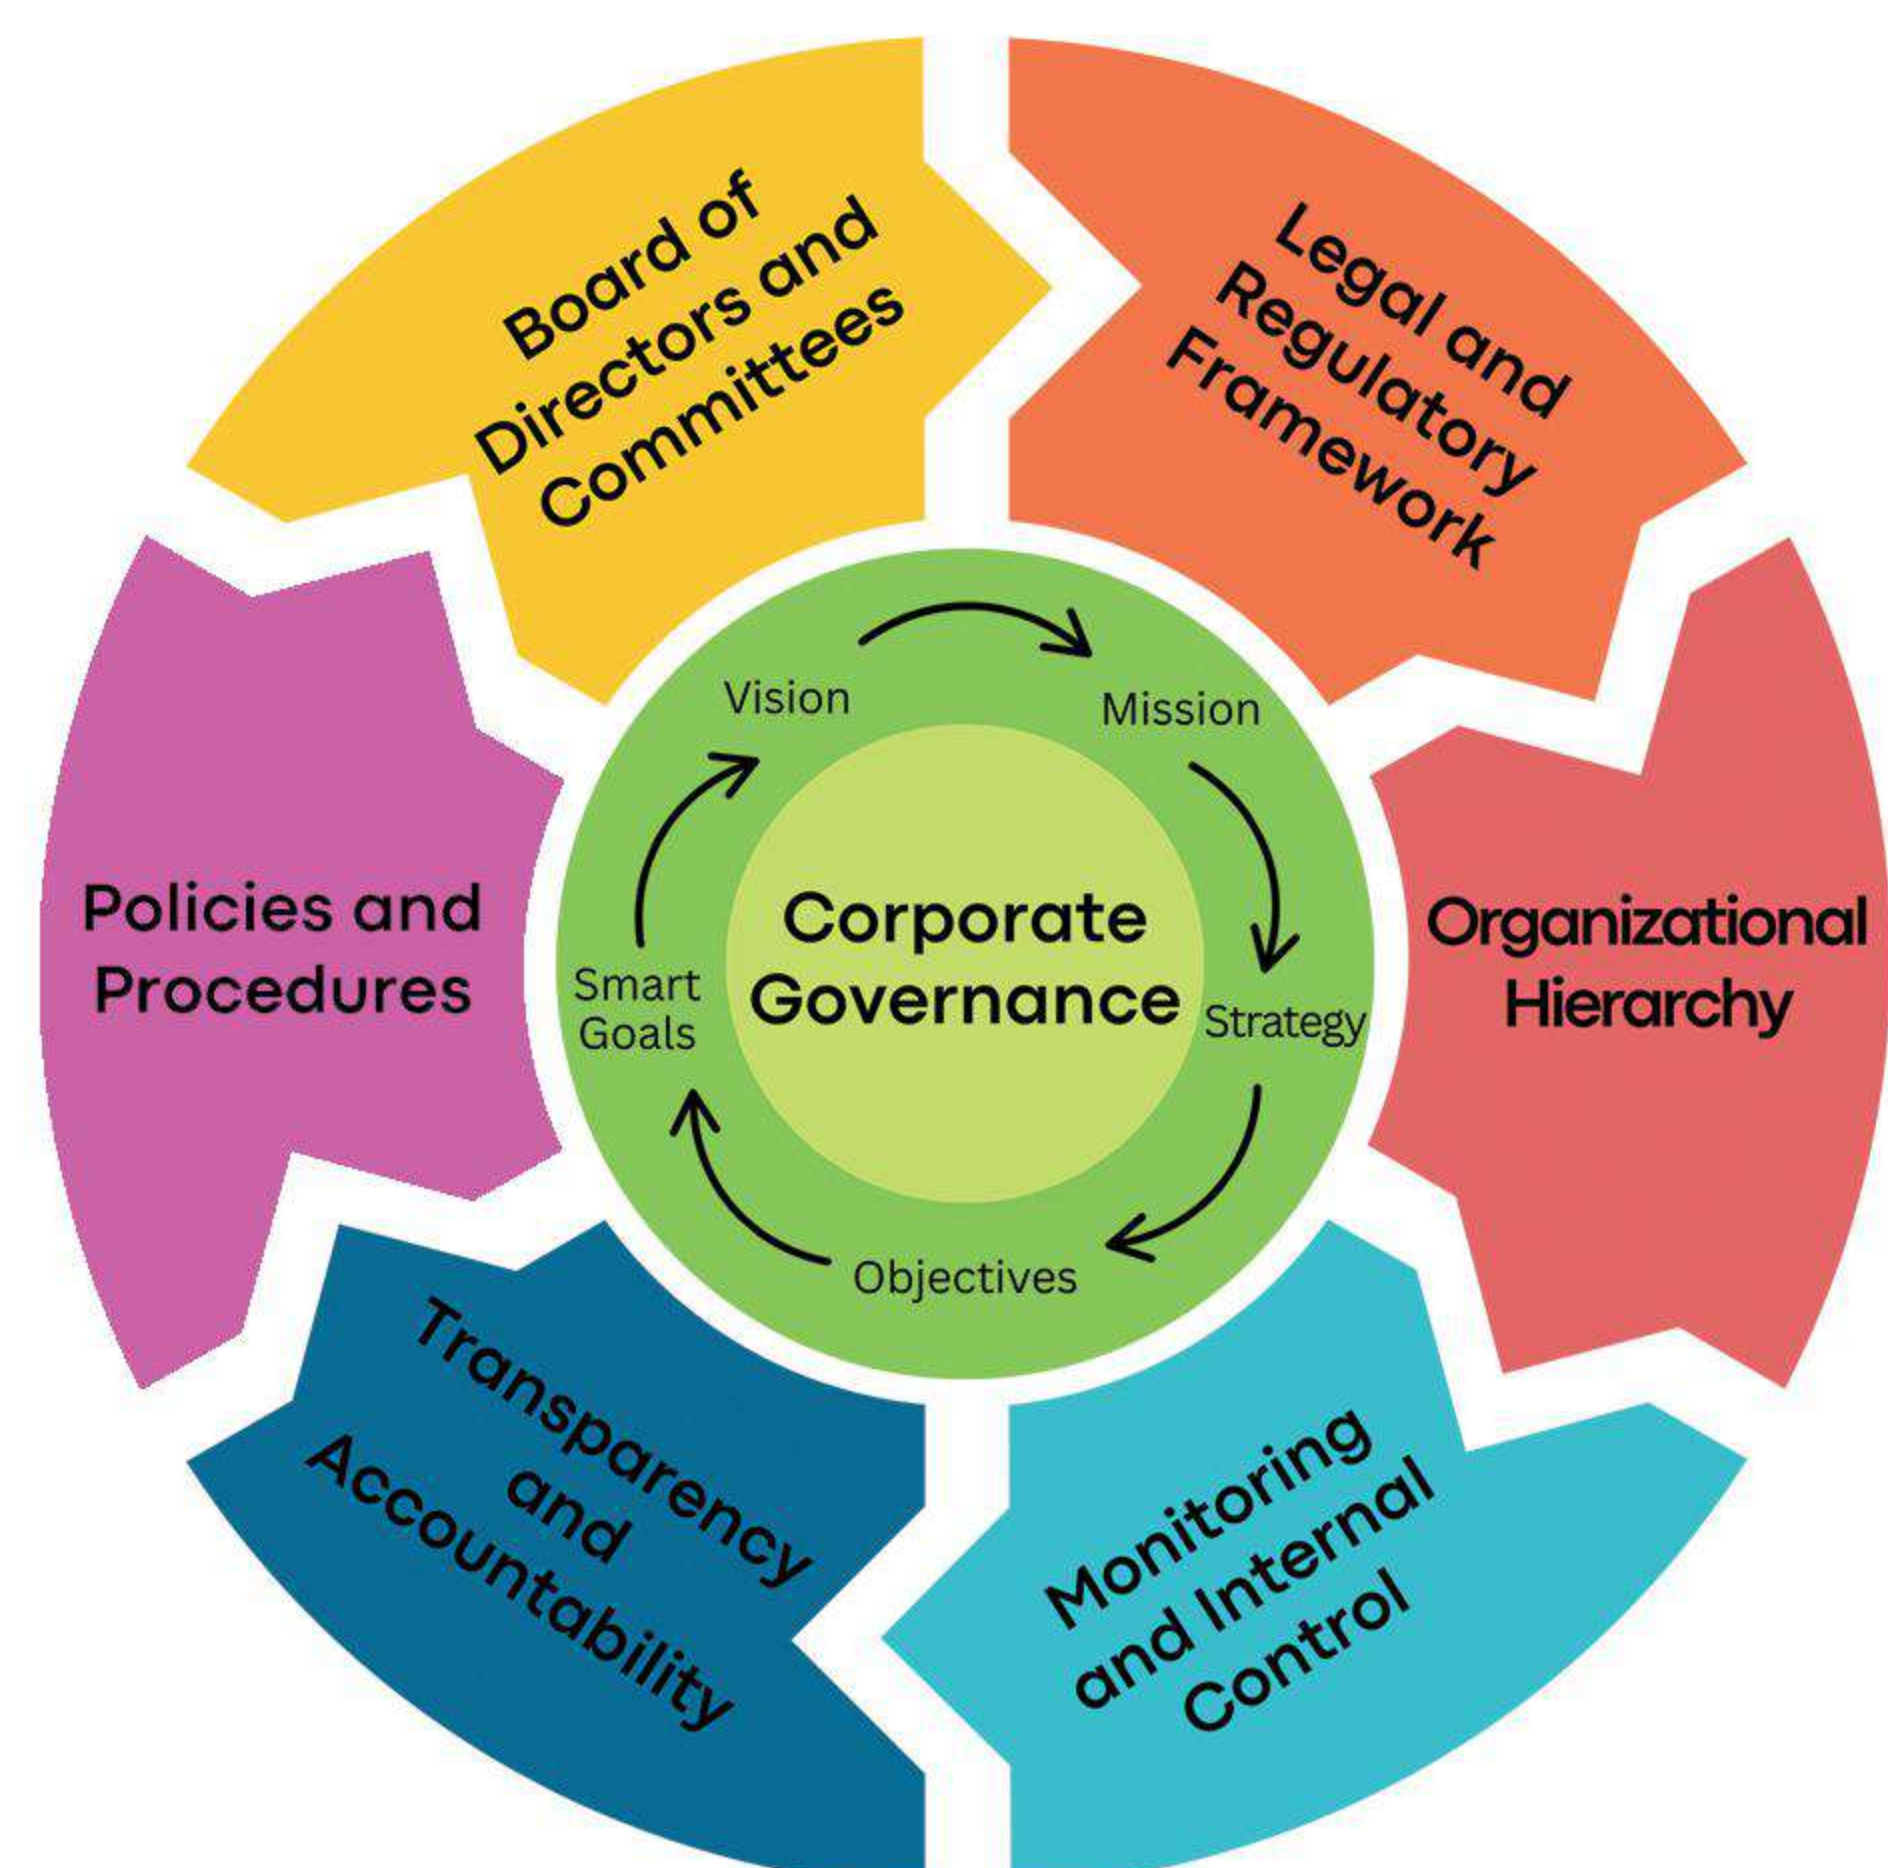 Board of
Directors and
Committees
Legal and
Regulatory
Framework
Organizational
Hierarchy
Monitoring
and Internal
Control
Transparency
and
Accountability
Policies and
Procedures
Vision
Mission
Strategy
Objectives
Smart
Goals
Corporate
Governance